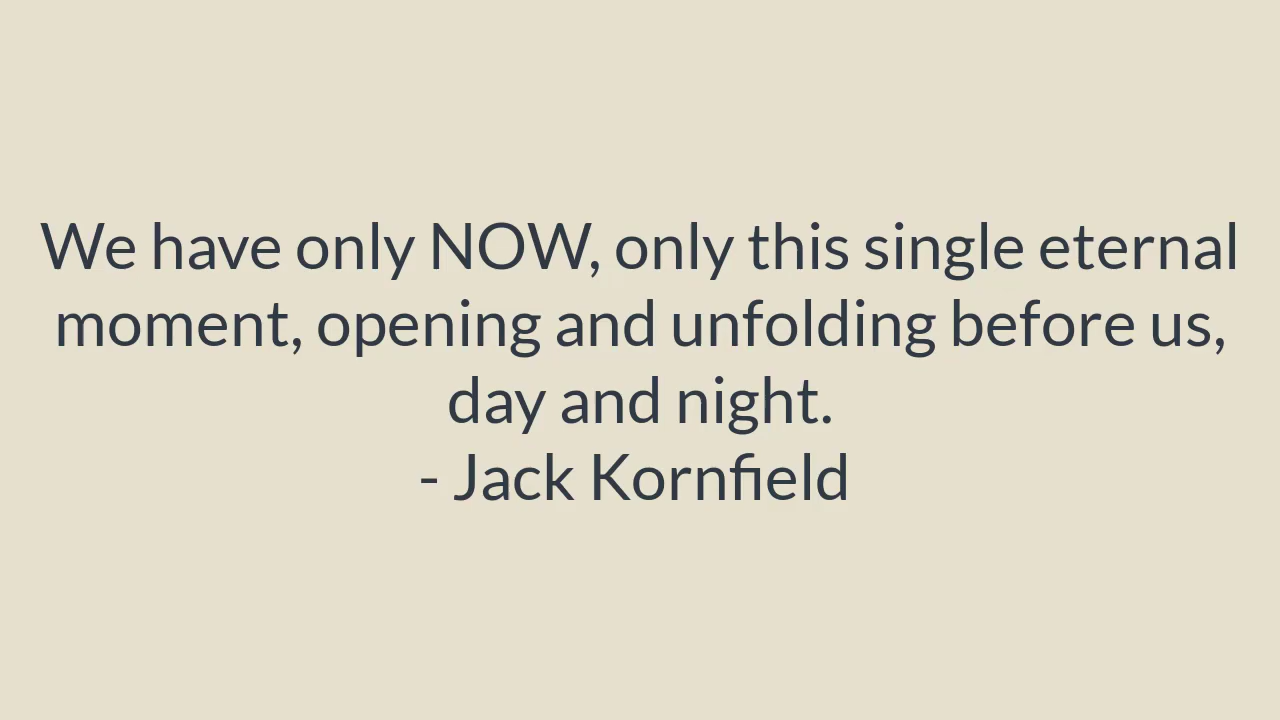 We have only NOW, only this single eternal
moment, opening and unfolding before us,
day and night.
- Jack Kornfield